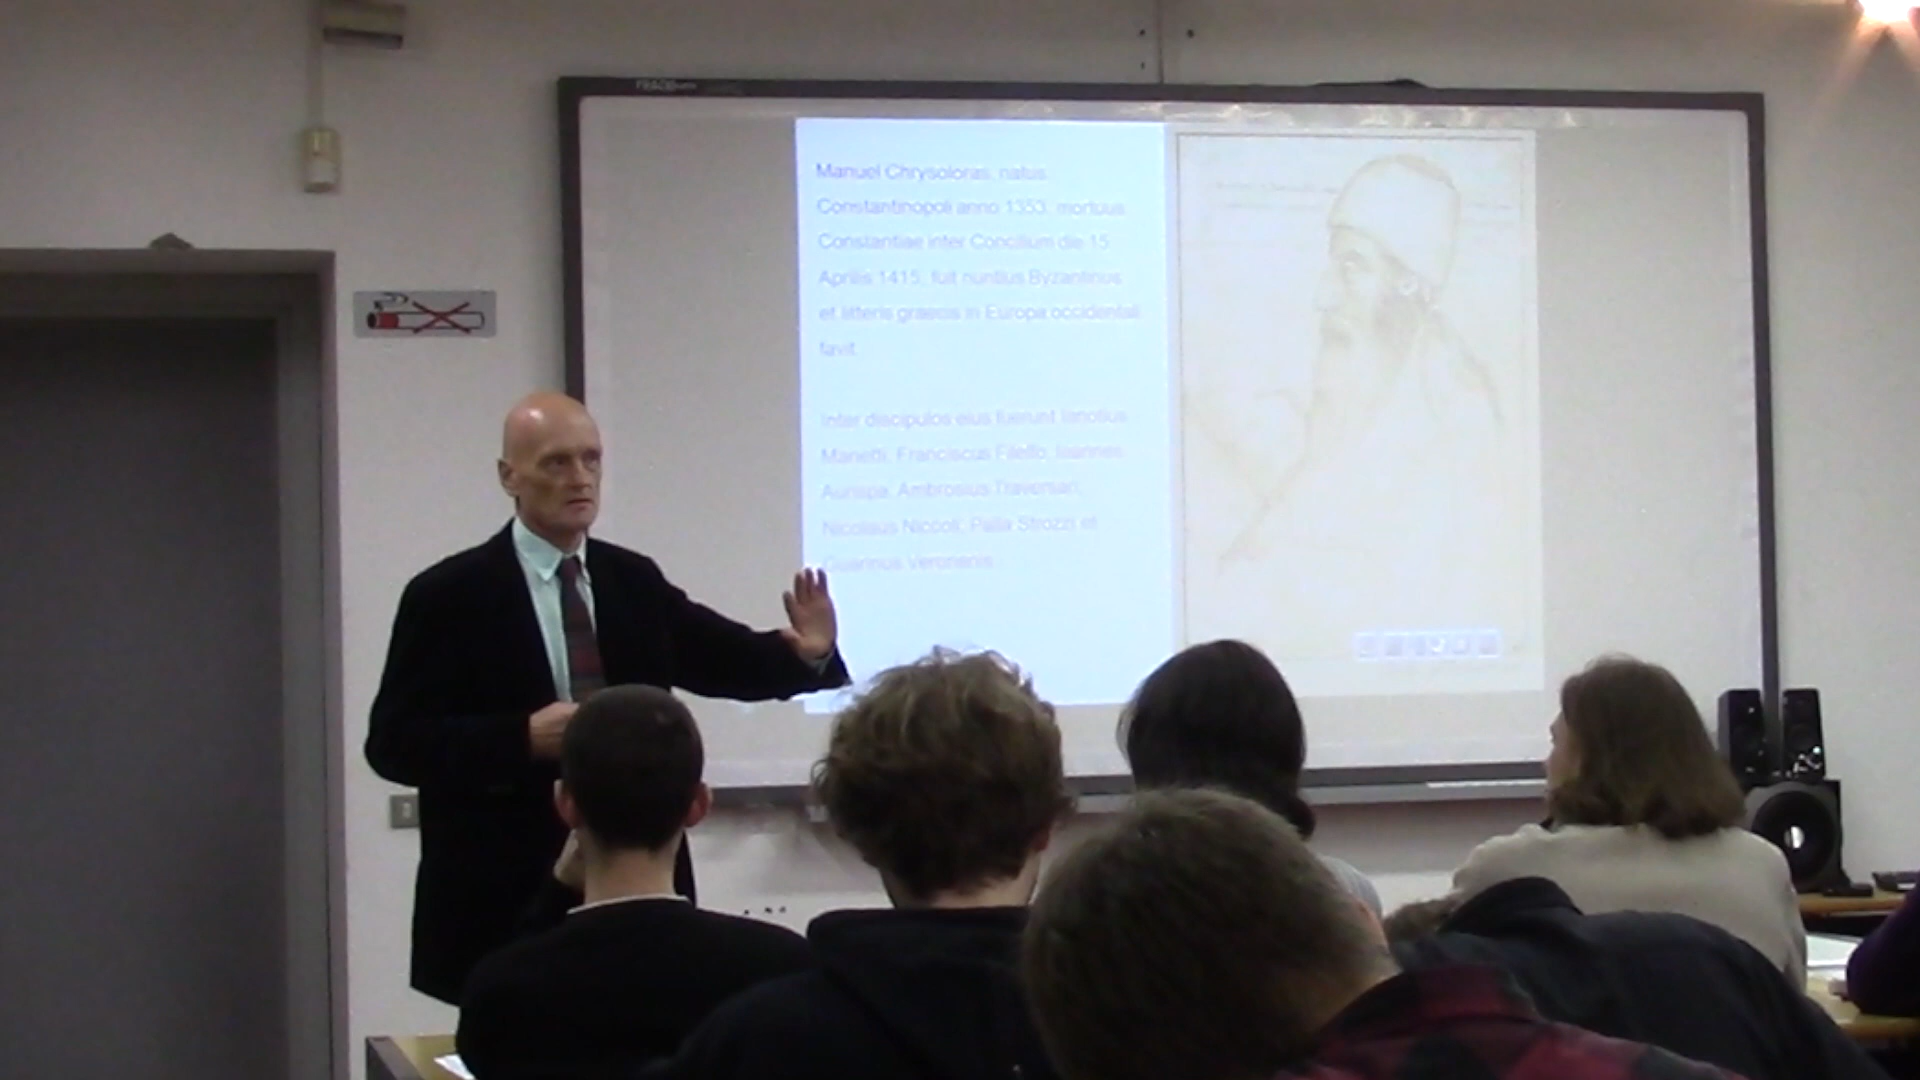 Manuel Chrysoloras, natus
Constantinopoli anno 1353, mortuus
Constantiae inter Concilium die 15
Aprilis 1415, fuit nuntius Byzantinus
et litteris graecis in Europa occidentali
favit.
Inter discipulos eius fuerunt Ianotius
Manetti, Franciscus Filelfo, Ioannes
Aurispa, Ambrosius Traversari,
Nicolaus Niccoli, Palla Strozzi et
Guarinus Veronensis.